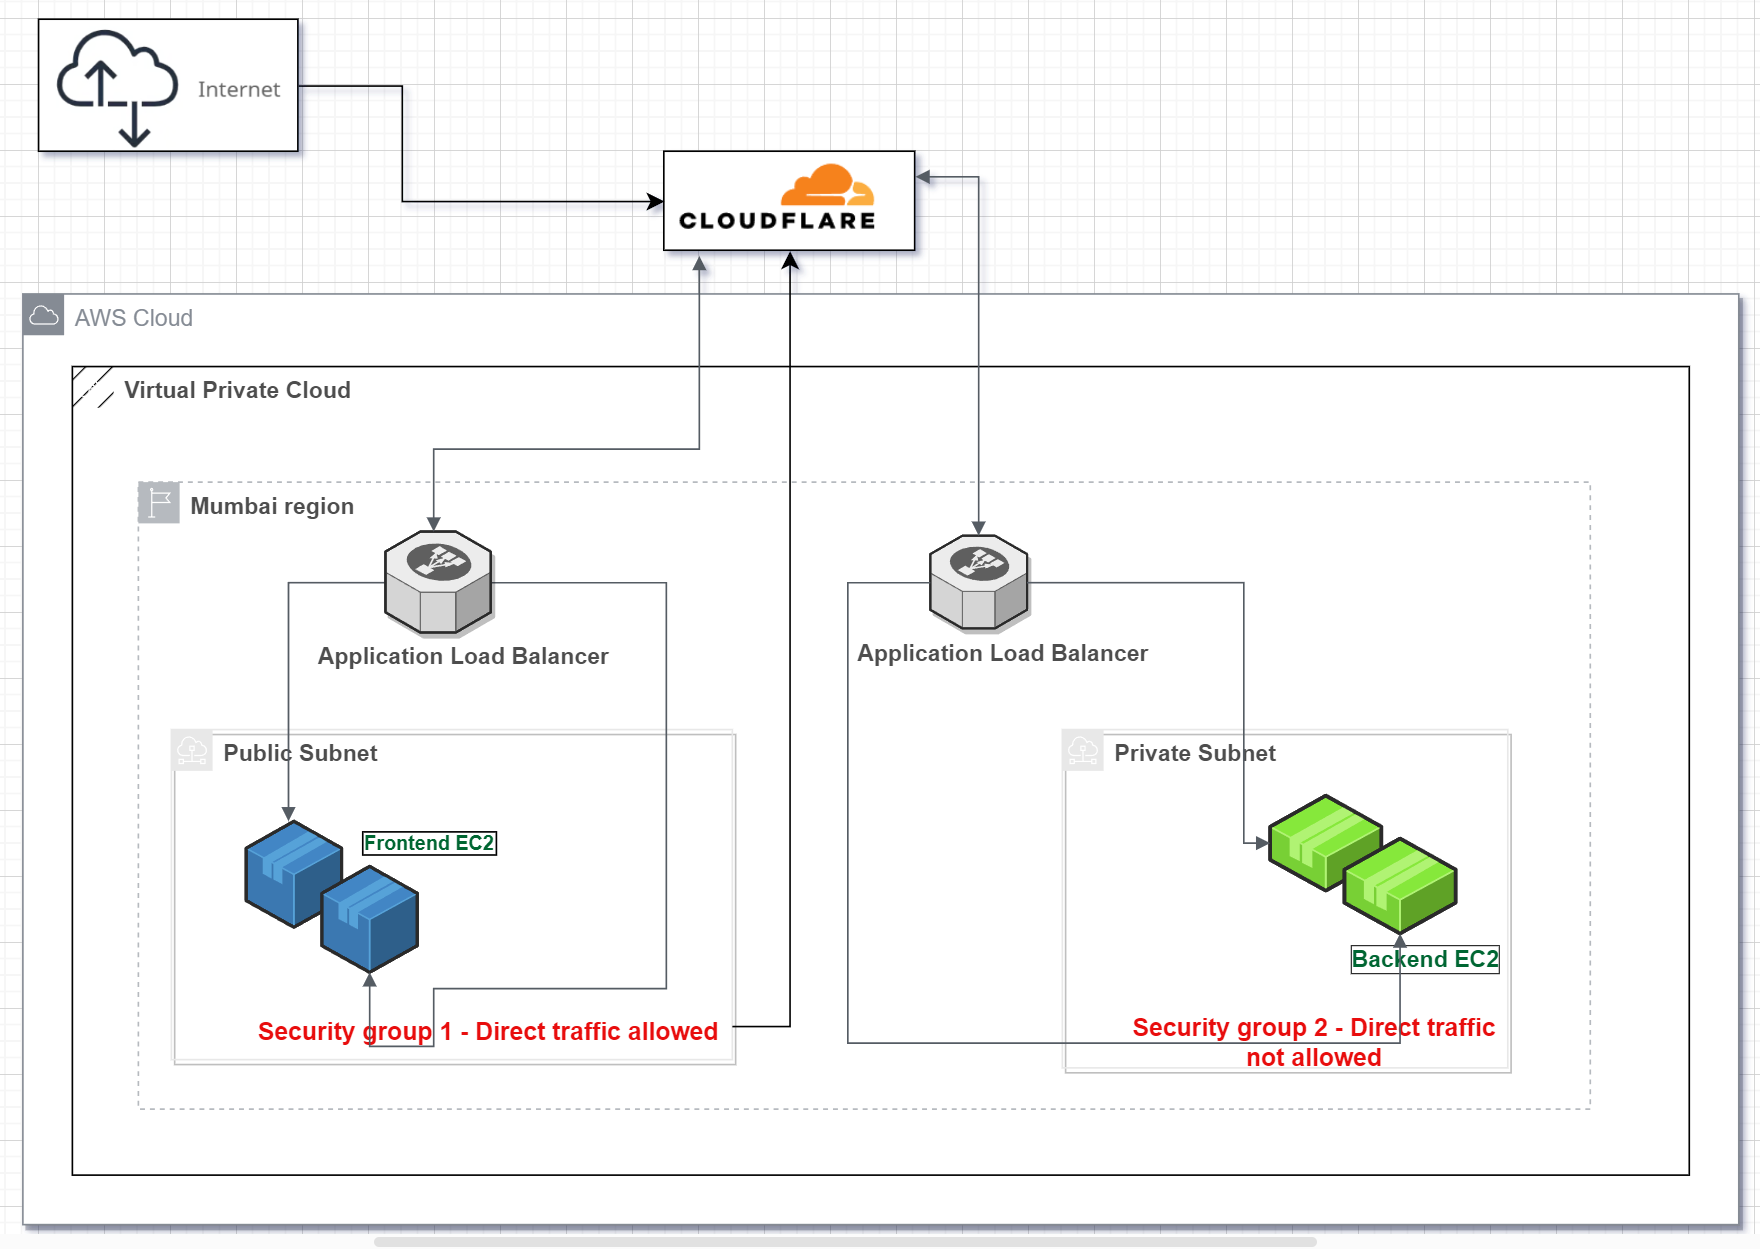 Internet
CLOUDFLARE
AWS Cloud
Virtual Private Cloud
Mumbai region
Application Load Balancer
Application Load Balancer
Public Subnet
Private Subnet
Frontend EC2
Backend EC2
Security group 1 - Direct traffic allowed
Security group 2 - Direct traffic
not allowed